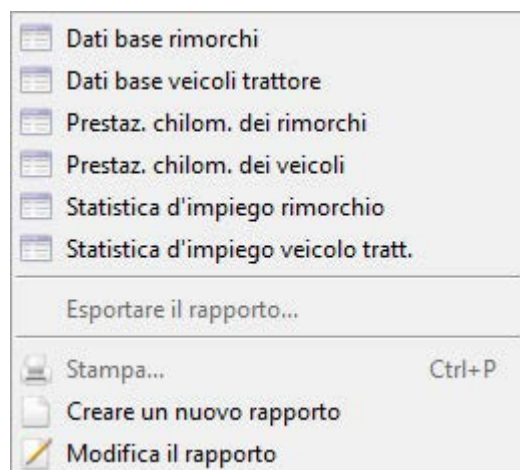 Dati base rimorchi
Dati base veicoli trattore
Prestaz. chilom. dei rimorchi
Prestaz. chilom. dei veicoli
Statistica d'impiego rimorchio
Statistica d'impiego veicolo tratt.
Esportare il rapporto...
Stampa... Ctrl+P
Creare un nuovo rapporto
Modifica il rapporto